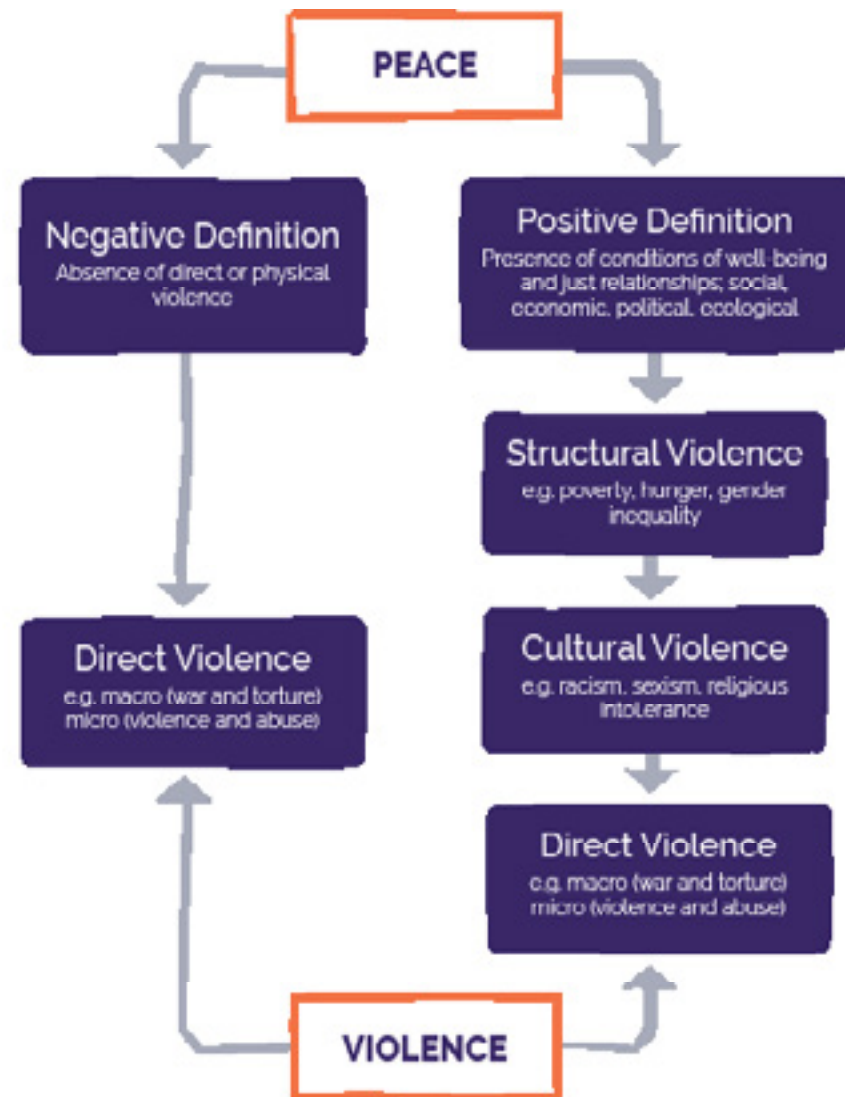 PEACE
Negative Definition
Absence of direct or physical
violence
Positive Definition
Presence of conditions of well-being
and just relationships; social,
economic, political, ecological
Structural Violence
e.g. poverty, hunger, gender
inequality
Direct Violence
e.g. macro (war and torture)
micro (violence and abuse)
Cultural Violence
e.g. racism, sexism, religious
intolerance
Direct Violence
e.g. macro (war and torture)
micro (violence and abuse)
VIOLENCE